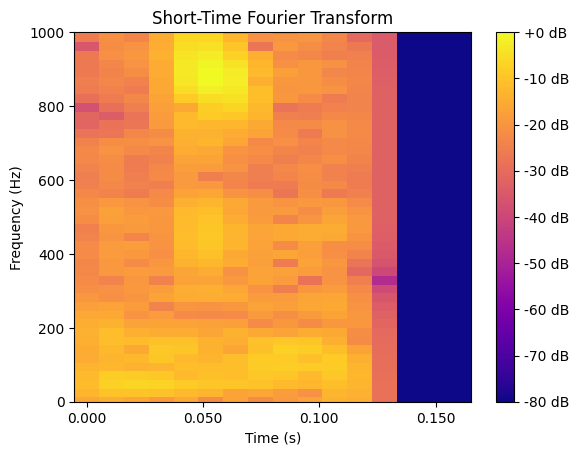 Short-Time Fourier Transform
1000
800
600
400
200
0
Frequency (Hz)
0.000
0.050
0.100
0.150
Time (s)
+0 dB
-10 dB
-20 dB
-30 dB
-40 dB
-50 dB
-60 dB
-70 dB
-80 dB